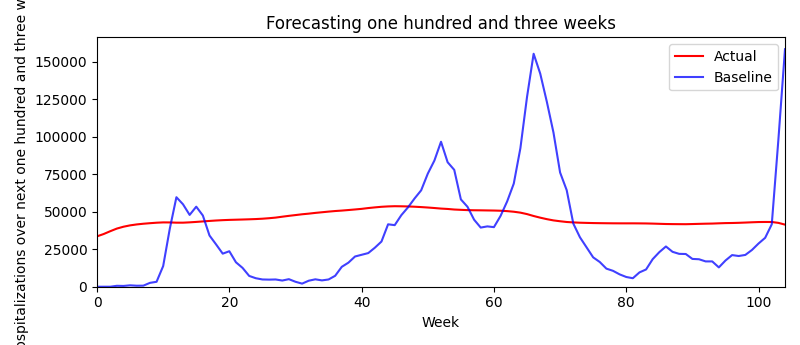 Forecasting one hundred and three weeks
ospitalizations over next one hundred and three w
150000
125000
100000
75000
50000
25000
0
Actual
Baseline
0 20 40 60 80 100
Week